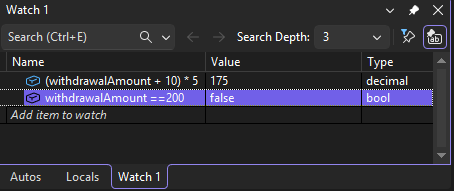 Watch 1
Search (Ctrl+E) Search Depth: 3
Name Value Type
(withdrawalAmount + 10) * 5 175 decimal
withdrawalAmount ==200 false bool
Add item to watch
Autos Locals Watch 1